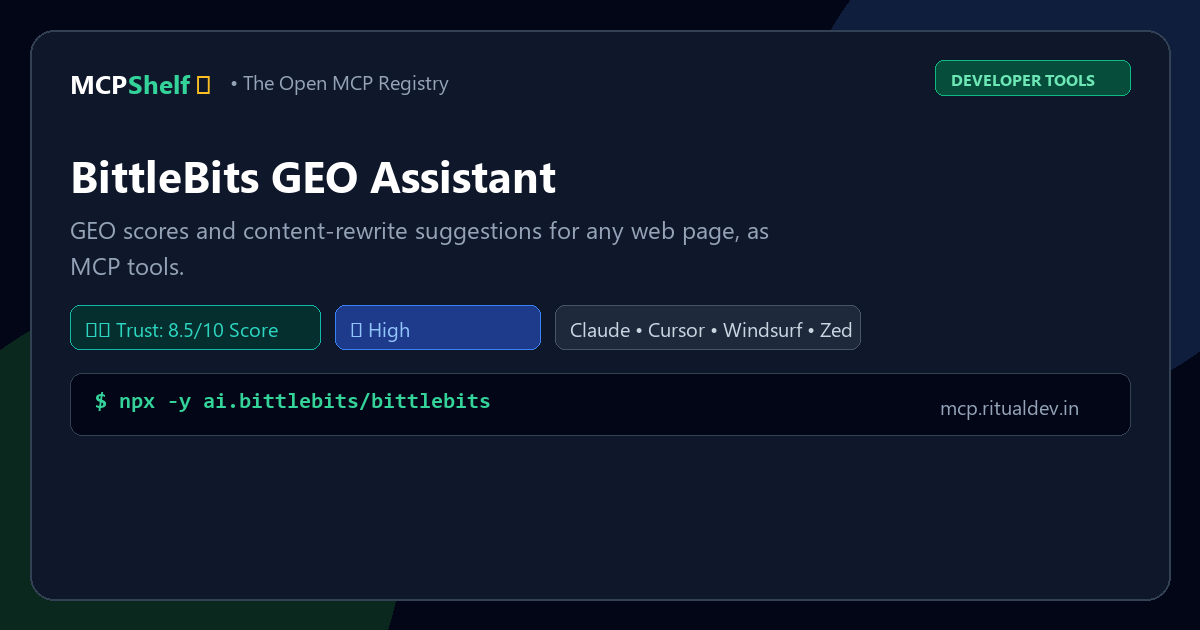 MCPShelf • The Open MCP Registry
DEVELOPER TOOLS
BittleBits GEO Assistant
GEO scores and content-rewrite suggestions for any web page, as
MCP tools.
Trust: 8.5/10 Score
High
Claude • Cursor • Windsurf • Zed
$ npx -y ai.bittlebits/bittlebits
mcp.ritualdev.in